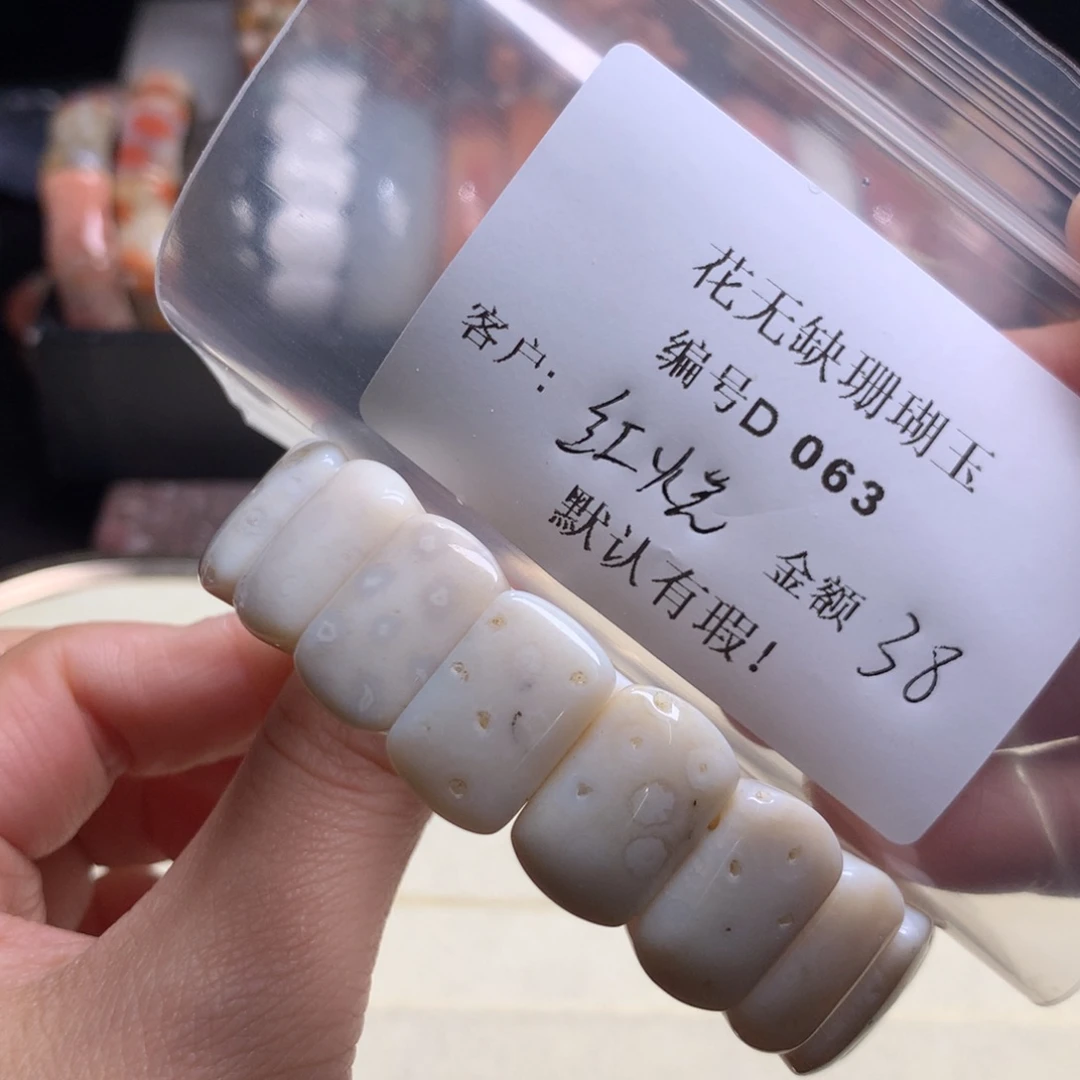 花无缺珊瑚玉
编号D 063
客户：红烧
金额 38
默认有瑕！